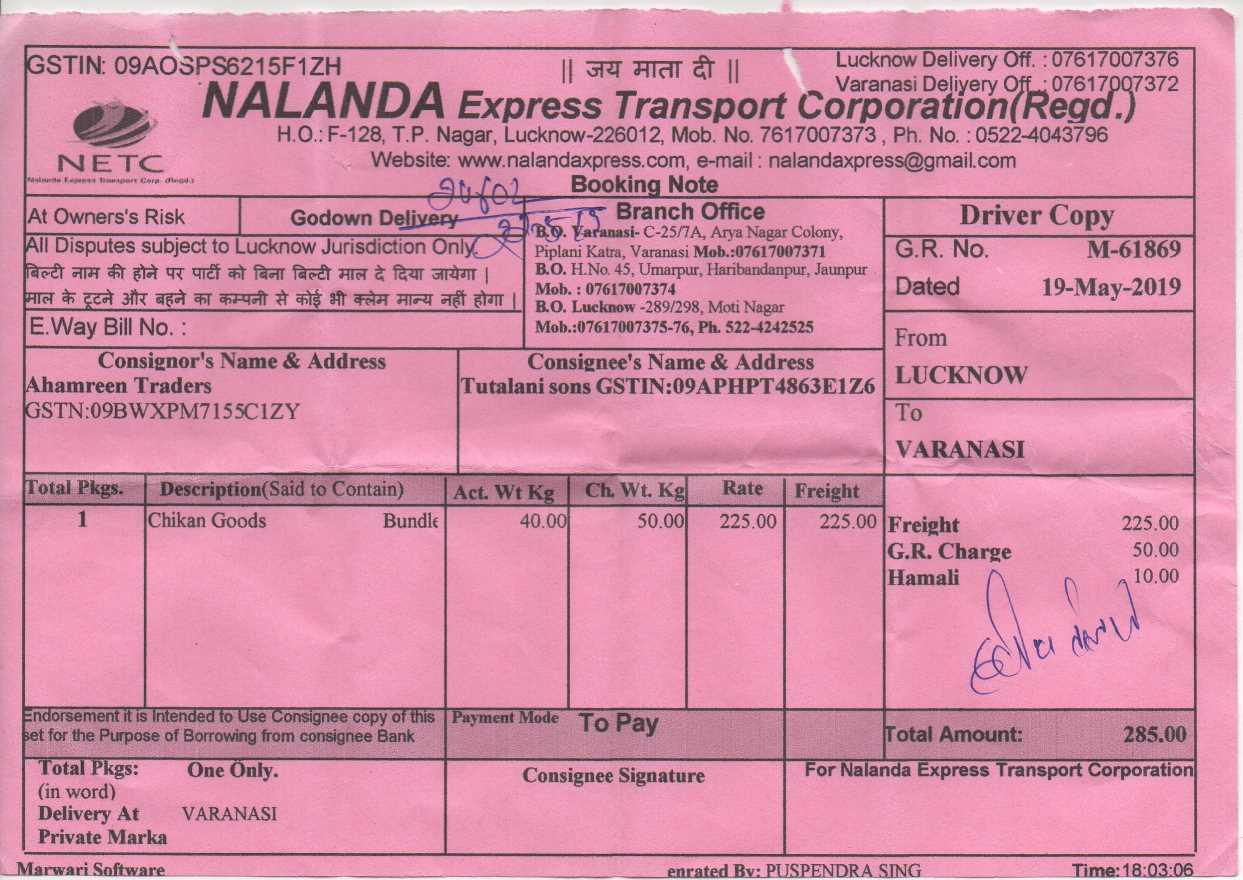 GSTIN: 09AOSPS6215F1ZH
|| जय माता दी ||
Lucknow Delivery Off. : 07617007376
Varanasi Delivery Off : 07617007372
NALANDA Express Transport Corporation(Regd.)
H.O.: F-128, T.P. Nagar, Lucknow-226012, Mob. No. 7617007373 , Ph. No. : 0522-4043796
Website: www.nalandaxpress.com, e-mail : nalandaxpress@gmail.com
NETC
Nalanda Express Transport Corp. (Regd.)
Booking Note
At Owners's Risk
Godown Delivery
All Disputes subject to Lucknow Jurisdiction Only
बिल्टी नाम की होने पर पार्टी को बिना बिल्टी माल दे दिया जायेगा |
माल के टूटने और बहने का कम्पनी से कोई भी क्लेम मान्य नहीं होगा |
E.Way Bill No. :
Branch Office
B.O. Varanasi- C-25/7A, Arya Nagar Colony,
Piplani Katra, Varanasi Mob.:07617007371
B.O. H.No. 45, Umarpur, Haribandanpur, Jaunpur
Mob. : 07617007374
B.O. Lucknow -289/298, Moti Nagar
Mob.:07617007375-76, Ph. 522-4242525
Driver Copy
G.R. No. M-61869
Dated 19-May-2019
From
LUCKNOW
To
VARANASI
Consignor's Name & Address
Ahamreen Traders
GSTN:09BWXPM7155C1ZY
Consignee's Name & Address
Tutalani sons GSTIN:09APHPT4863E1Z6
Total Pkgs. Description(Said to Contain) Act. Wt Kg Ch. Wt. Kg Rate Freight
1 Chikan Goods Bundle 40.00 50.00 225.00 225.00
Freight 225.00
G.R. Charge 50.00
Hamali 10.00
Endorsement it is Intended to Use Consignee copy of this
set for the Purpose of Borrowing from consignee Bank
Payment Mode To Pay
Total Amount: 285.00
Total Pkgs: One Only.
(in word)
Delivery At VARANASI
Private Marka
Consignee Signature
For Nalanda Express Transport Corporation
Marwari Software
enrated By: PUSPENDRA SING
Time:18:03:06